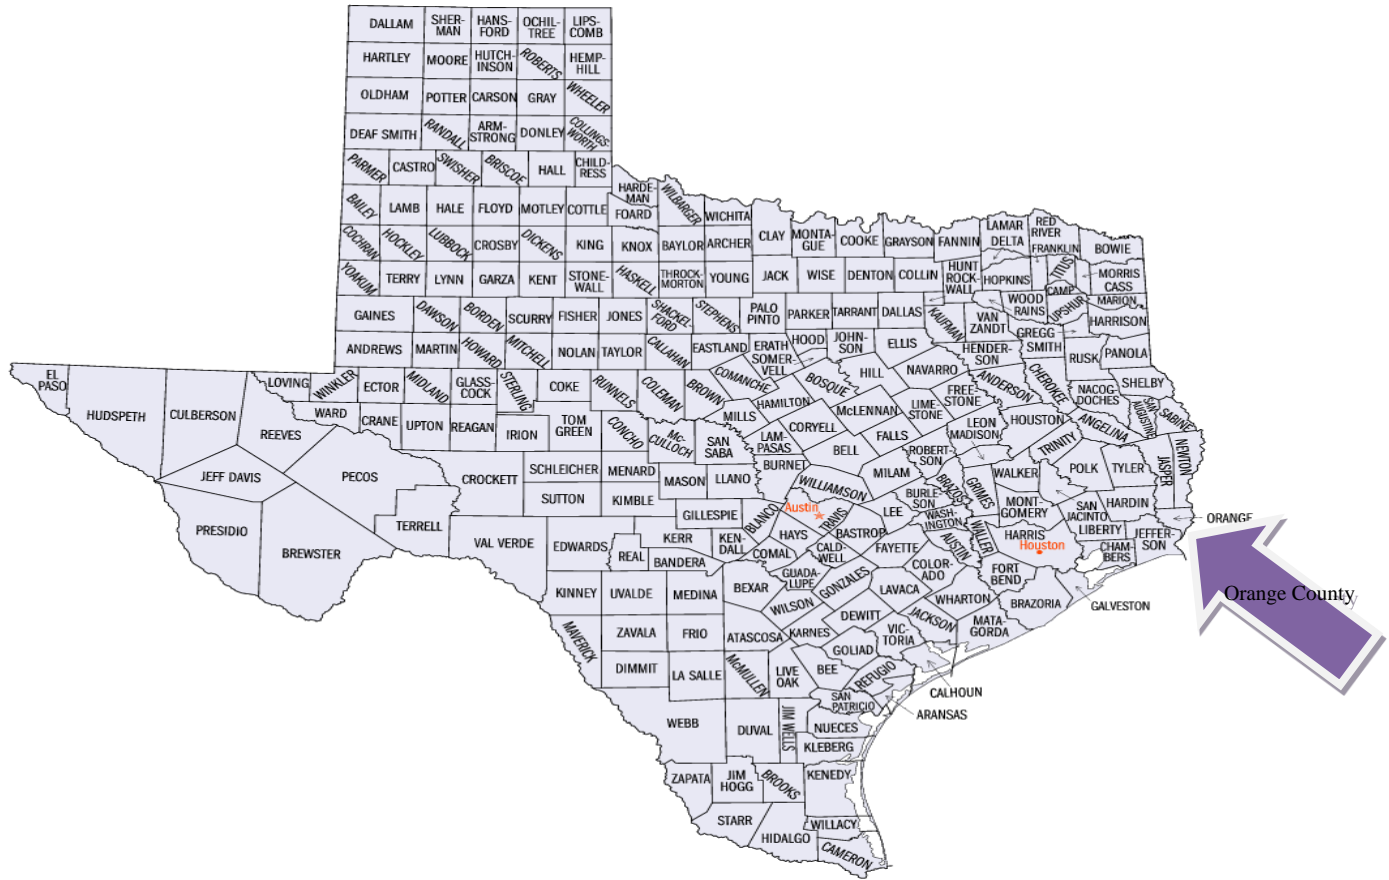 DALLAM
SHER-
MAN
HANS-
FORD
OCHIL-
TREE
LIPS-
COMB
HARTLEY
MOORE
HUTCH-
INSON
ROBERTS
HEMP-
HILL
OLDHAM
POTTER
CARSON
GRAY
WHEELER
DEAF SMITH
RANDALL
ARM-
STRONG
DONLEY
COLLINGS-
WORTH
PARMER
CASTRO
SWISHER
BRISCOE
HALL
CHILD-
RESS
HARDE-
MAN
BAILEY
LAMB
HALE
FLOYD
MOTLEY
COTTLE
FOARD
WILBARGER
WICHITA
CLAY
MONTA-
GUE
COOKE
GRAYSON
FANNIN
LAMAR
DELTA
RED
RIVER
FRANKLIN
BOWIE
COCHRAN
HOCKLEY
LUBBOCK
CROSBY
DICKENS
KING
KNOX
BAYLOR
ARCHER
YOAKUM
TERRY
LYNN
GARZA
KENT
STONE-
WALL
HASKELL
THROCK-
MORTON
YOUNG
JACK
WISE
DENTON
COLLIN
HUNT
ROCK-
WALL
HOPKINS
TITUS
CAMP
MORRIS
CASS
GAINES
DAWSON
BORDEN
SCURRY
FISHER
JONES
SHACKEL-
FORD
STEPHENS
PALO
PINTO
PARKER
TARRANT
DALLAS
KAUFMAN
VAN
ZANDT
WOOD
RAINS
UPSHUR
MARION
HARRISON
GREGG
SMITH
ANDREWS
MARTIN
HOWARD
MITCHELL
NOLAN
TAYLOR
CALLAHAN
EASTLAND
ERATH
SOMER-
VELL
HOOD
JOHN-
SON
ELLIS
HENDER-
SON
RUSK
PANOLA
EL
PASO
HUDSPETH
CULBERSON
LOVING
WINKLER
ECTOR
MIDLAND
GLASS-
COCK
STERLING
COKE
RUNNELS
COLEMAN
BROWN
COMANCHE
BOSQUE
HILL
NAVARRO
ANDERSON
CHEROKEE
NACOG-
DOCHES
SHELBY
REEVES
WARD
CRANE
UPTON
REAGAN
IRION
TOM
GREEN
CONCHO
Mc-
CULLOCH
SAN
SABA
MILLS
HAMILTON
CORYELL
McLENNAN
LIME-
STONE
FREE-
STONE
LEON
MADISON
HOUSTON
ANGELINA
SAN
AUGUSTINE
SABINE
JEFF DAVIS
PECOS
CROCKETT
SCHLEICHER
MENARD
MASON
LLANO
LAM-
PASAS
BURNET
BELL
FALLS
MILAM
ROBERT-
SON
BRAZOS
GRIMES
WALKER
TRINITY
POLK
TYLER
JASPER
NEWTON
PRESIDIO
BREWSTER
TERRELL
SUTTON
KIMBLE
GILLESPIE
BLANCO
WILLIAMSON
Austin
TRAVIS
BURLE-
SON
LEE
WASH-
INGTON
MONT-
GOMERY
SAN
JACINTO
HARDIN
LIBERTY
ORANGE
VAL VERDE
EDWARDS
REAL
KERR
BANDERA
KEN-
DALL
HAYS
COMAL
CALD-
WELL
BASTROP
FAYETTE
AUSTIN
WALLER
HARRIS
Houston
CHAM-
BERS
JEFFER-
SON
KINNEY
UVALDE
MEDINA
BEXAR
GUADA-
LUPE
GONZALES
COLOR-
ADO
FORT
BEND
Orange County
MAVERICK
ZAVALA
FRIO
ATASCOSA
WILSON
KARNES
DEWITT
LAVACA
WHARTON
JACKSON
MATA-
GORDA
BRAZORIA
GALVESTON
DIMMIT
LA SALLE
McMULLEN
LIVE
OAK
BEE
GOLIAD
VIC-
TORIA
REFUGIO
CALHOUN
ARANSAS
WEBB
DUVAL
JIM WELLS
SAN
PATRICIO
NUECES
KLEBERG
ZAPATA
JIM
HOGG
BROOKS
KENEDY
STARR
HIDALGO
WILLACY
CAMERON